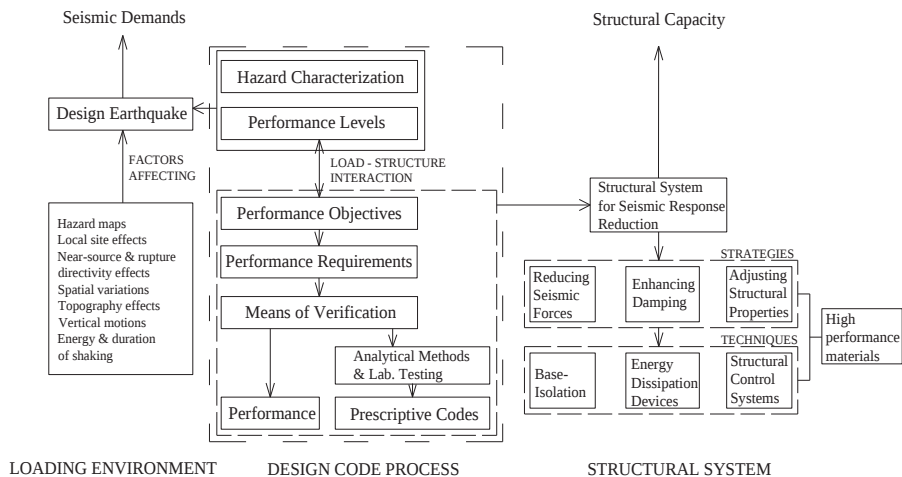 Seismic Demands
Design Earthquake
FACTORS
AFFECTING
Hazard maps
Local site effects
Near-source & rupture
directivity effects
Spatial variations
Topography effects
Vertical motions
Energy & duration
of shaking
LOADING ENVIRONMENT
Hazard Characterization
Performance Levels
LOAD - STRUCTURE
INTERACTION
Performance Objectives
Performance Requirements
Means of Verification
Analytical Methods
& Lab. Testing
Performance
Prescriptive Codes
DESIGN CODE PROCESS
Structural Capacity
Structural System
for Seismic Response
Reduction
STRATEGIES
Reducing
Seismic
Forces
Enhancing
Damping
Adjusting
Structural
Properties
TECHNIQUES
Base-
Isolation
Energy
Dissipation
Devices
Structural
Control
Systems
High
performance
materials
STRUCTURAL SYSTEM